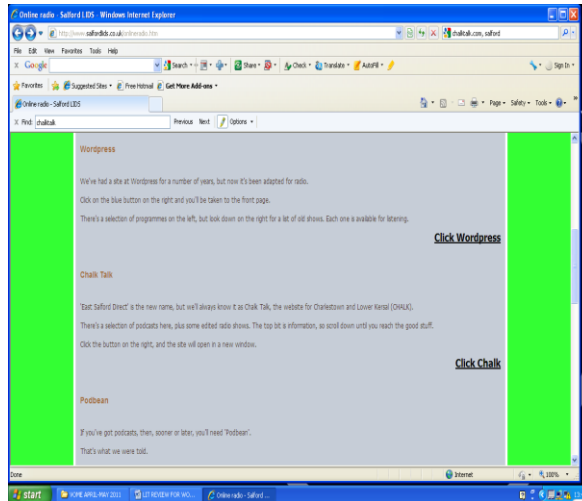 Online radio - Salford LIDS - Windows Internet Explorer
http://www.salfordlids.co.uk/onlineradio.htm
chalktalk.com, salford
File Edit View Favorites Tools Help
x Google Search Share Check Translate AutoFill Sign In
Favorites Suggested Sites Free Hotmail Get More Add-ons
Online radio - Salford LIDS Page Safety Tools
X Find: chalktalk Previous Next Options
Wordpress
We've had a site at Wordpress for a number of years, but now it's been adapted for radio.
Click on the blue button on the right and you'll be taken to the front page.
There's a selection of programmes on the left, but look down on the right for a list of old shows. Each one is available for listening.
Click Wordpress
Chalk Talk
'East Salford Direct' is the new name, but we'll always know it as Chalk Talk, the website for Charlestown and Lower Kersal (CHALK).
There's a selection of podcasts here, plus some edited radio shows. The top bit is information, so scroll down until you reach the good stuff.
Click the button on the right, and the site will open in a new window.
Click Chalk
Podbean
If you've got podcasts, then, sooner or later, you'll need 'Podbean'.
That's what we were told.
Done Internet 100%
start SOME APRIL-MAY 2011 LST REVIEW FOR WO... Online radio - Salford ...